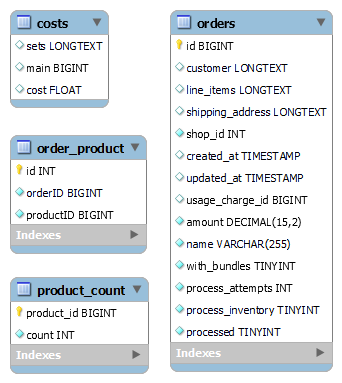 costs
sets LONGTEXT
main BIGINT
cost FLOAT
order_product
id INT
orderID BIGINT
productID BIGINT
Indexes
product_count
product_id BIGINT
count INT
Indexes
orders
id BIGINT
customer LONGTEXT
line_items LONGTEXT
shipping_address LONGTEXT
shop_id INT
created_at TIMESTAMP
updated_at TIMESTAMP
usage_charge_id BIGINT
amount DECIMAL(15,2)
name VARCHAR(255)
with_bundles TINYINT
process_attempts INT
process_inventory TINYINT
processed TINYINT
Indexes